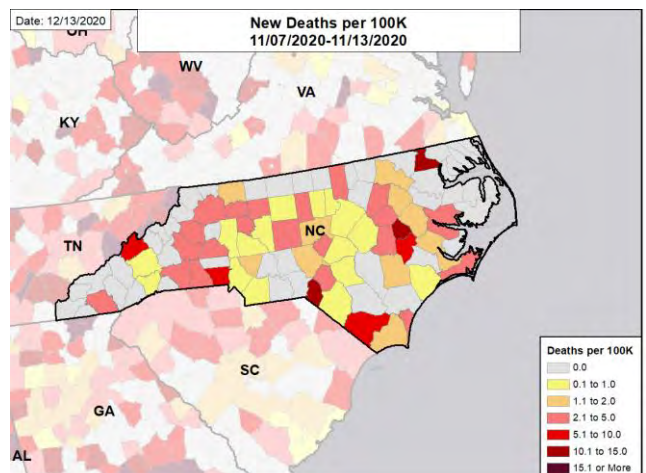 Date: 12/13/2020
New Deaths per 100K
11/07/2020-11/13/2020
OH
WV
VA
KY
TN
NC
SC
GA
AL
Deaths per 100K
0.0
0.1 to 1.0
1.1 to 2.0
2.1 to 5.0
5.1 to 10.0
10.1 to 15.0
15.1 or More